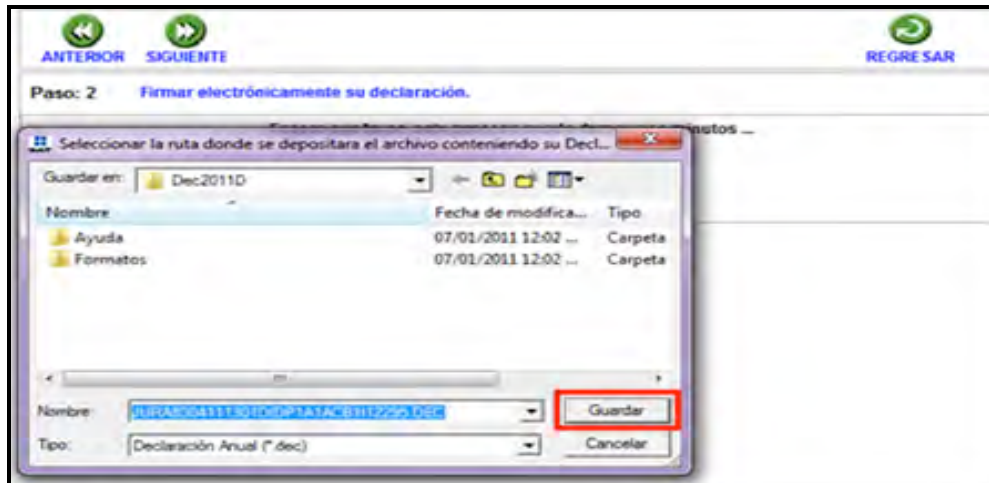 ANTERIOR SIGUIENTE REGRESAR
Paso: 2 Firmar electrónicamente su declaración.
minutos ...
Seleccionar la ruta donde se depositara el archivo conteniendo su Decl...
Guardar en: Dec2011D
Nombre Fecha de modifica... Tipo
Ayuda 07/01/2011 12:02 ... Carpeta
Formatos 07/01/2011 12:02 ... Carpeta
Nombre: Guardar
Tipo: Declaración Anual (*.dec) Cancelar